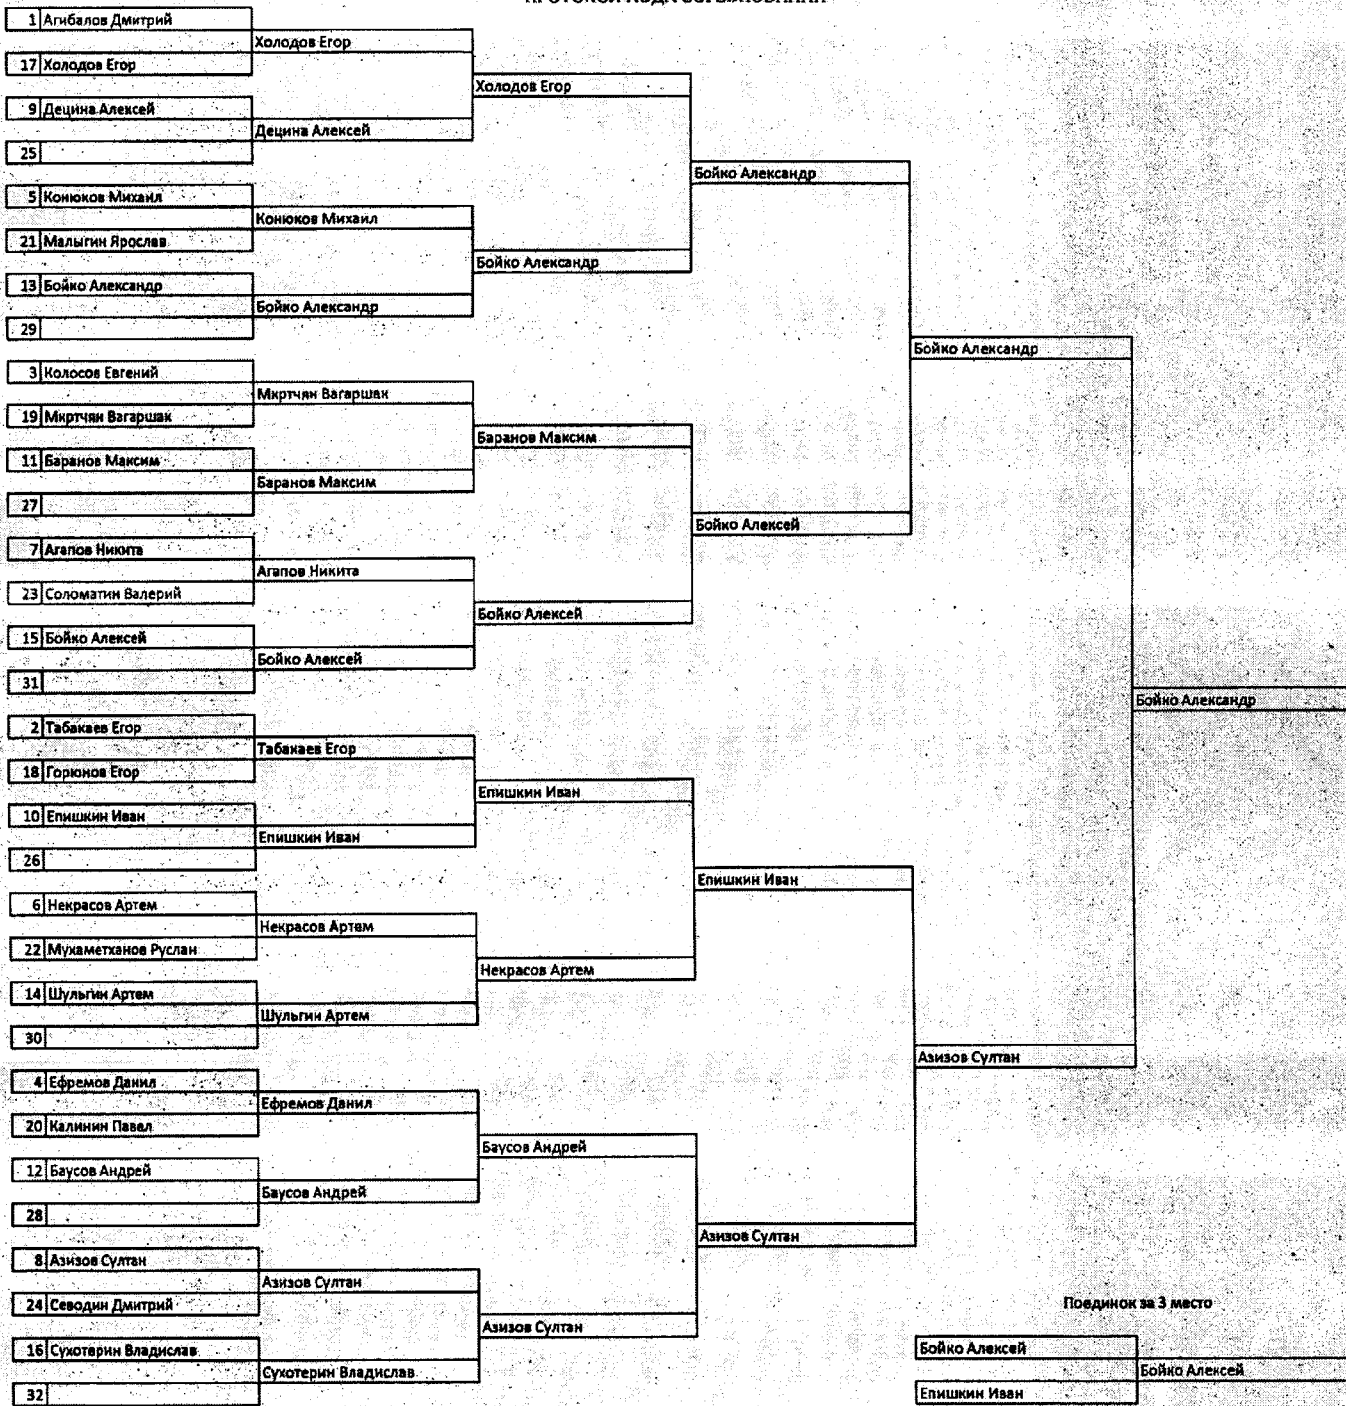 1 Агибалов Дмитрий
Холодов Егор
17 Холодов Егор
Холодов Егор
9 Децина Алексей
Децина Алексей
25
Бойко Александр
5 Конюков Михаил
Конюков Михаил
21 Малыгин Ярослав
Бойко Александр
13 Бойко Александр
Бойко Александр
29
Бойко Александр
3 Колосов Евгений
Мкртчян Вагаршак
19 Мкртчян Вагаршак
Баранов Максим
11 Баранов Максим
Баранов Максим
27
Бойко Алексей
7 Агапов Никита
Агапов Никита
23 Соломатин Валерий
Бойко Алексей
15 Бойко Алексей
Бойко Алексей
31
Бойко Александр
2 Табакаев Егор
Табакаев Егор
18 Горюнов Егор
Епишкин Иван
10 Епишкин Иван
Епишкин Иван
26
Епишкин Иван
6 Некрасов Артем
Некрасов Артем
22 Мухаметханов Руслан
Некрасов Артем
14 Шульгин Артем
Шульгин Артем
30
Азизов Султан
4 Ефремов Данил
Ефремов Данил
20 Калинин Павел
Баусов Андрей
12 Баусов Андрей
Баусов Андрей
28
Азизов Султан
8 Азизов Султан
Азизов Султан
24 Севодин Дмитрий
Поединок за 3 место
Азизов Султан
16 Сухотерин Владислав
Бойко Алексей
Сухотерин Владислав
Бойко Алексей
32
Епишкин Иван